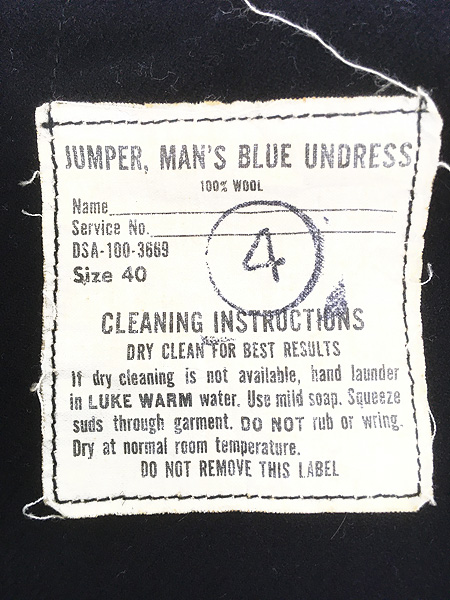 JUMPER, MAN'S BLUE UNDRESS
100% WOOL
Name
Service No.
DSA-100-3669
Size 40
4
CLEANING INSTRUCTIONS
DRY CLEAN FOR BEST RESULTS
If dry cleaning is not available, hand launder
in LUKE WARM water. Use mild soap. Squeeze
suds through garment. DO NOT rub or wring.
Dry at normal room temperature.
DO NOT REMOVE THIS LABEL